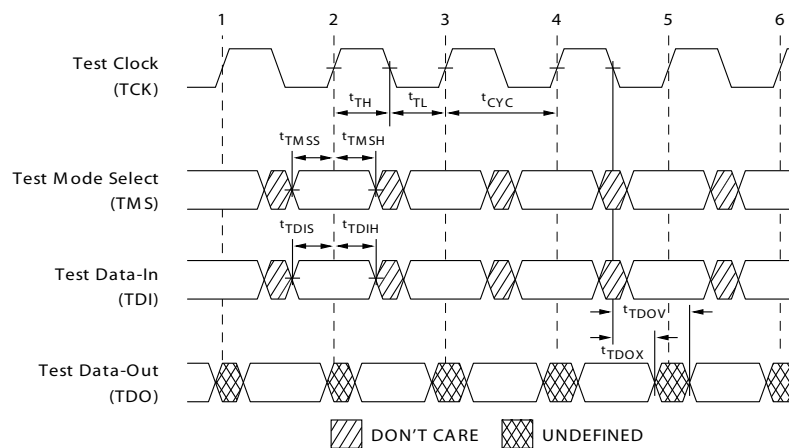 1 2 3 4 5 6
Test Clock
(TCK)
tTH tTL tCYC
tTMSS tTMSH
Test Mode Select
(TMS)
tTDIS tTDIH
Test Data-In
(TDI)
tTDOV
tTDOX
Test Data-Out
(TDO)
DON'T CARE UNDEFINED